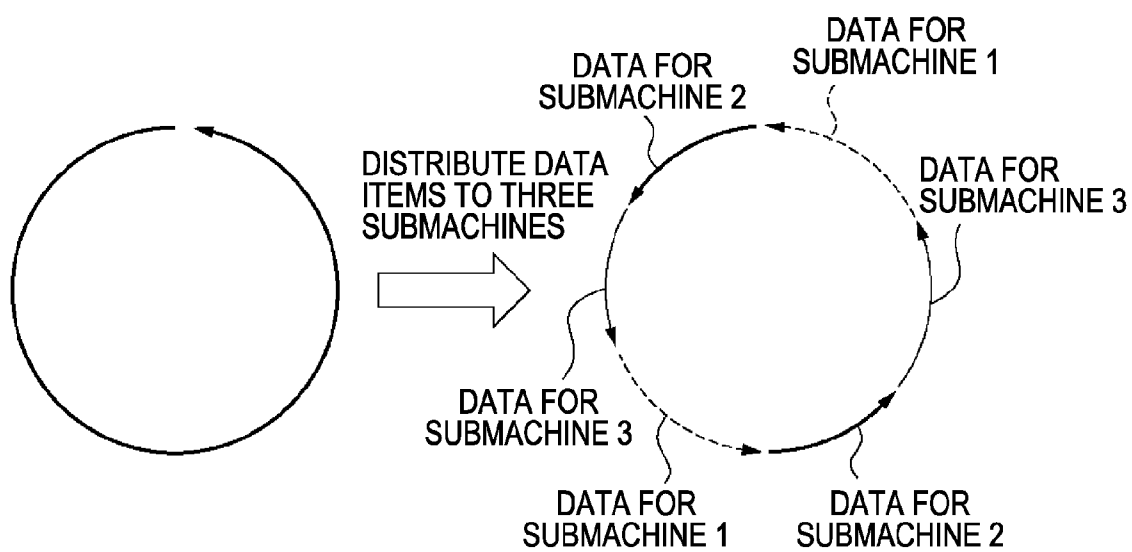 DATA FOR
SUBMACHINE 1
DATA FOR
SUBMACHINE 2
DISTRIBUTE DATA
ITEMS TO THREE
SUBMACHINES
DATA FOR
SUBMACHINE 3
DATA FOR
SUBMACHINE 3
DATA FOR
SUBMACHINE 1
DATA FOR
SUBMACHINE 2